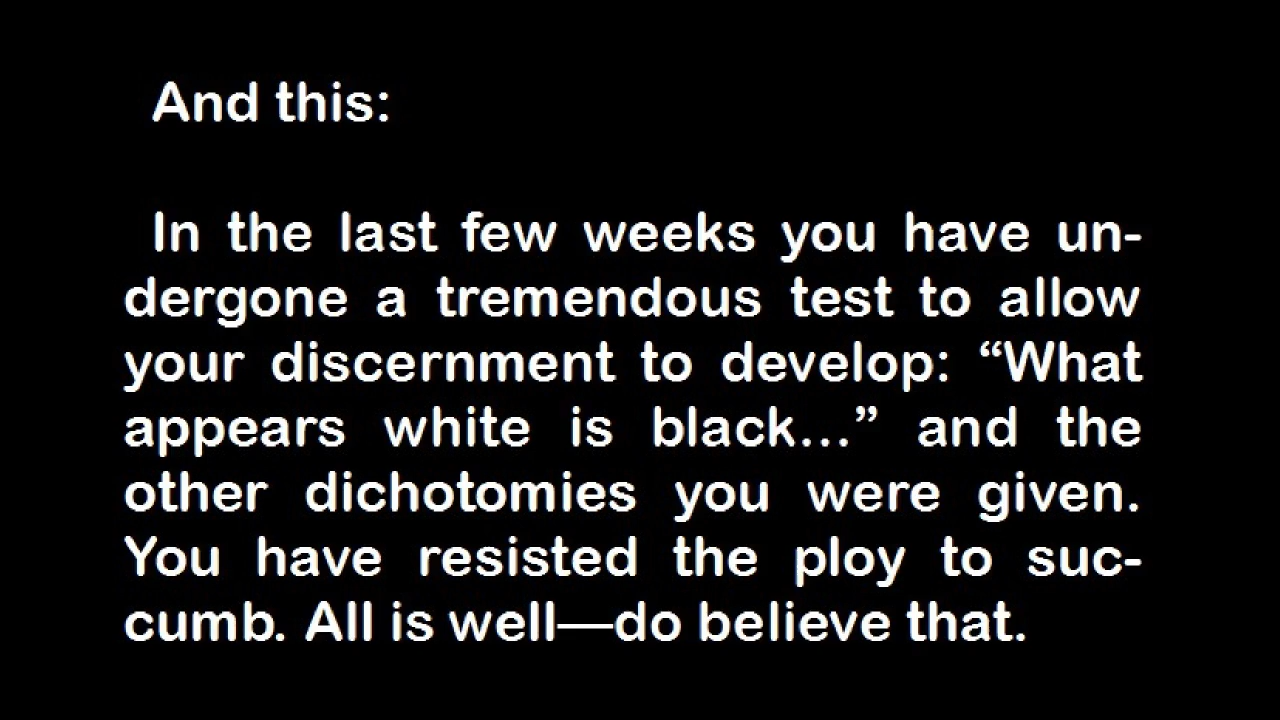 And this:
In the last few weeks you have un-
dergone a tremendous test to allow
your discernment to develop: “What
appears white is black…” and the
other dichotomies you were given.
You have resisted the ploy to suc-
cumb. All is well—do believe that.